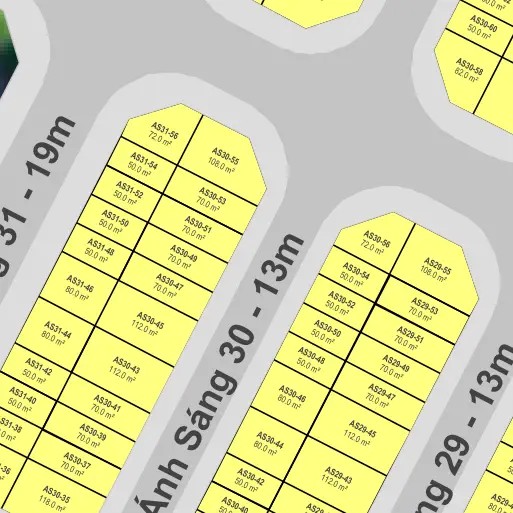 AS30-60
50.0 m²
AS30-58
82.0 m²
g 31 - 19m
AS31-56
72.0 m²
AS30-55
108.0 m²
AS31-54
50.0 m²
AS30-53
70.0 m²
AS31-52
50.0 m²
AS30-51
70.0 m²
AS31-50
50.0 m²
AS30-49
70.0 m²
AS31-48
50.0 m²
AS30-47
70.0 m²
AS31-46
80.0 m²
AS30-45
112.0 m²
AS31-44
80.0 m²
AS30-43
112.0 m²
AS31-42
50.0 m²
AS30-41
70.0 m²
AS31-40
50.0 m²
AS30-39
70.0 m²
AS30-37
70.0 m²
AS30-35
118.0 m²
Ánh Sáng 30 - 13m
AS30-56
72.0 m²
AS29-55
108.0 m²
AS30-54
50.0 m²
AS29-53
70.0 m²
AS30-52
50.0 m²
AS29-51
70.0 m²
AS30-50
50.0 m²
AS29-49
70.0 m²
AS30-48
50.0 m²
AS29-47
70.0 m²
AS30-46
80.0 m²
AS29-45
112.0 m²
AS30-44
80.0 m²
AS29-43
112.0 m²
AS30-42
50.0 m²
AS30-40
ng 29 - 13m